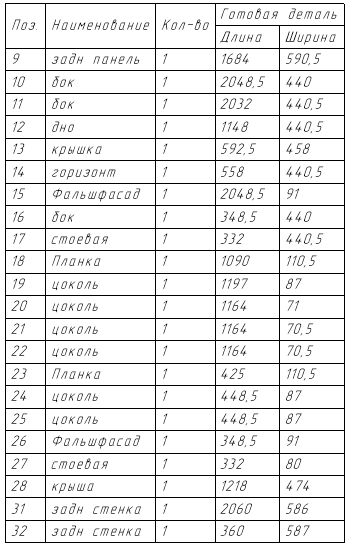 Поз. Наименование Кол-во Готовая деталь
Длина Ширина
9 задн панель 1 1684 590,5
10 бок 1 2048,5 440
11 бок 1 2032 440,5
12 дно 1 1148 440,5
13 крышка 1 592,5 458
14 горизонт 1 558 440,5
15 Фальшфасад 1 2048,5 91
16 бок 1 348,5 440
17 стоевая 1 332 440,5
18 Планка 1 1090 110,5
19 цоколь 1 1197 87
20 цоколь 1 1164 71
21 цоколь 1 1164 70,5
22 цоколь 1 1164 70,5
23 Планка 1 425 110,5
24 цоколь 1 448,5 87
25 цоколь 1 448,5 87
26 Фальшфасад 1 348,5 91
27 стоевая 1 332 80
28 крыша 1 1218 474
31 задн стенка 1 2060 586
32 задн стенка 1 360 587